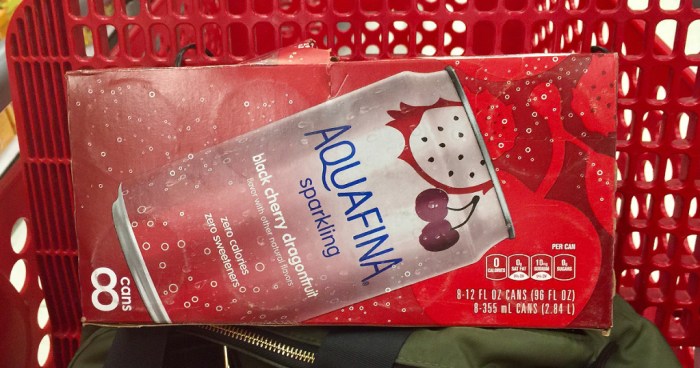 AQUAFINA
sparkling
black cherry dragonfruit
flavor with other natural flavors
zero calories
zero sweeteners
8
cans
PER CAN
0
CALORIES
0g
SAT FAT
0% DV
10mg
SODIUM
0g
SUGARS
8-12 FL OZ CANS (96 FL OZ)
8-355 mL CANS (2.84 L)